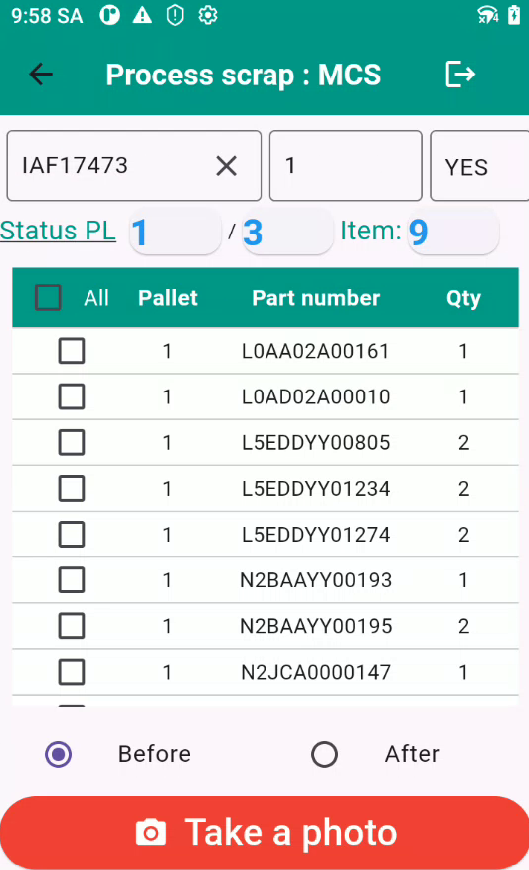 9:58 SA
Process scrap : MCS
IAF17473 1 YES
Status PL 1 / 3 Item: 9
All Pallet Part number Qty
1 L0AA02A00161 1
1 L0AD02A00010 1
1 L5EDDYY00805 2
1 L5EDDYY01234 2
1 L5EDDYY01274 2
1 N2BAAYY00193 1
1 N2BAAYY00195 2
1 N2JCA0000147 1
Before After
Take a photo